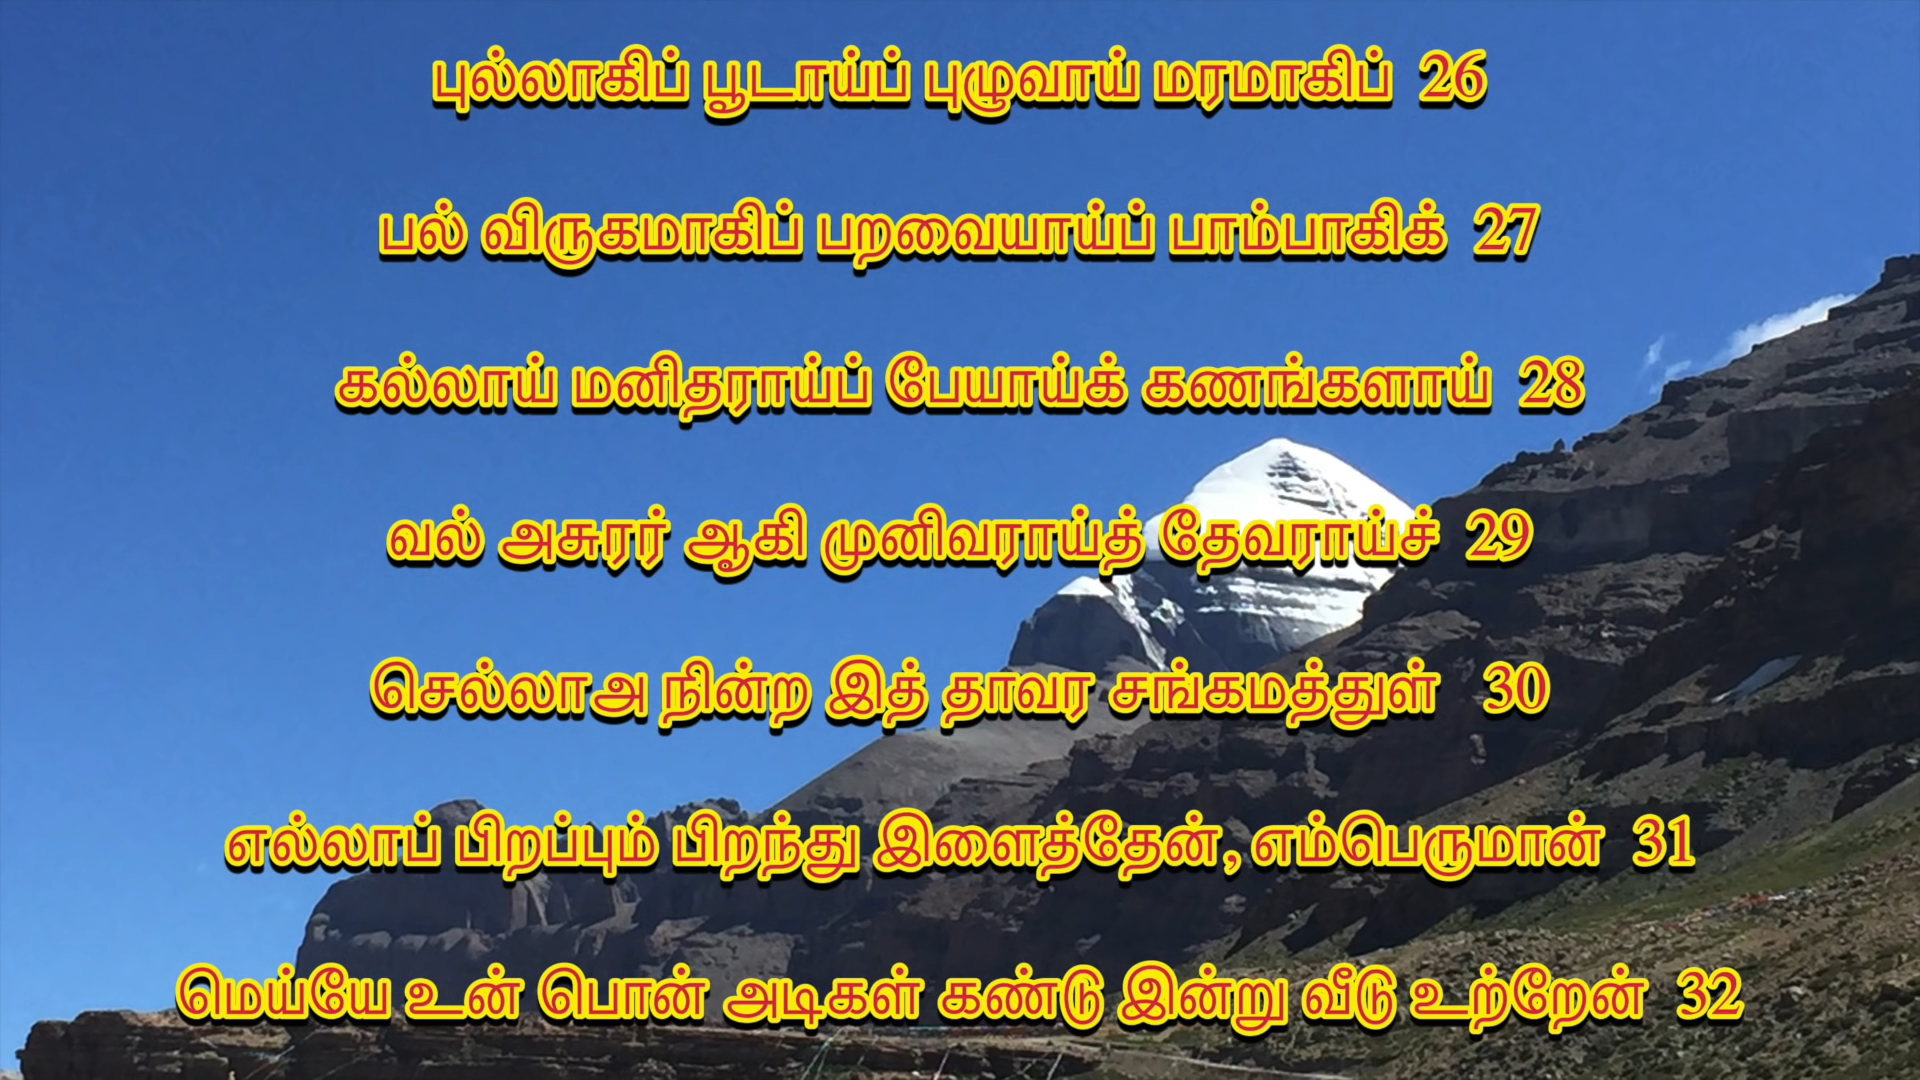 புல்லாகிப் பூடாய்ப் புழுவாய் மரமாகிப் 26
பல் விருகமாகிப் பறவையாய்ப் பாம்பாகிக் 27
கல்லாய் மனிதராய்ப் பேயாய்க் கணங்களாய் 28
வல் அசுரர் ஆகி முனிவராய்த் தேவராய்ச் 29
செல்லாஅ நின்ற இத் தாவர சங்கமத்துள் 30
எல்லாப் பிறப்பும் பிறந்து இளைத்தேன், எம்பெருமான் 31
மெய்யே உன் பொன் அடிகள் கண்டு இன்று வீடு உற்றேன் 32